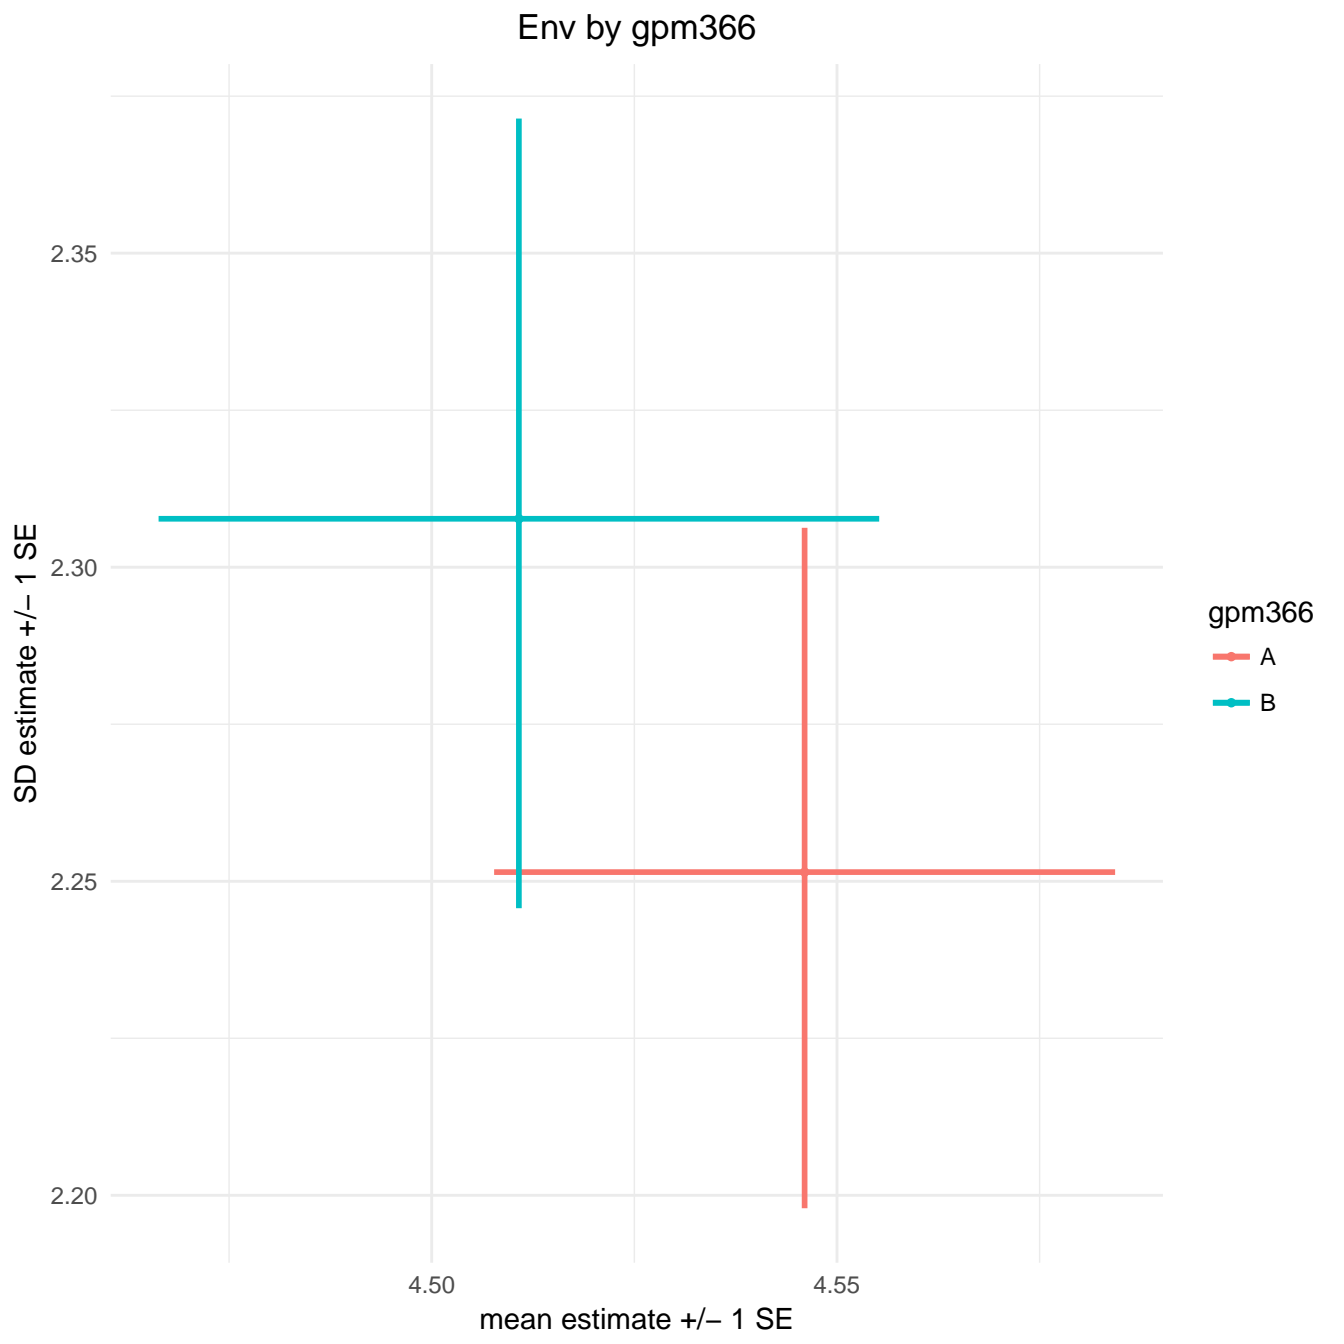 Env by gpm366
2.35
2.30
2.25
2.20
SD estimate +/− 1 SE
4.50
4.55
mean estimate +/− 1 SE
gpm366
A
B